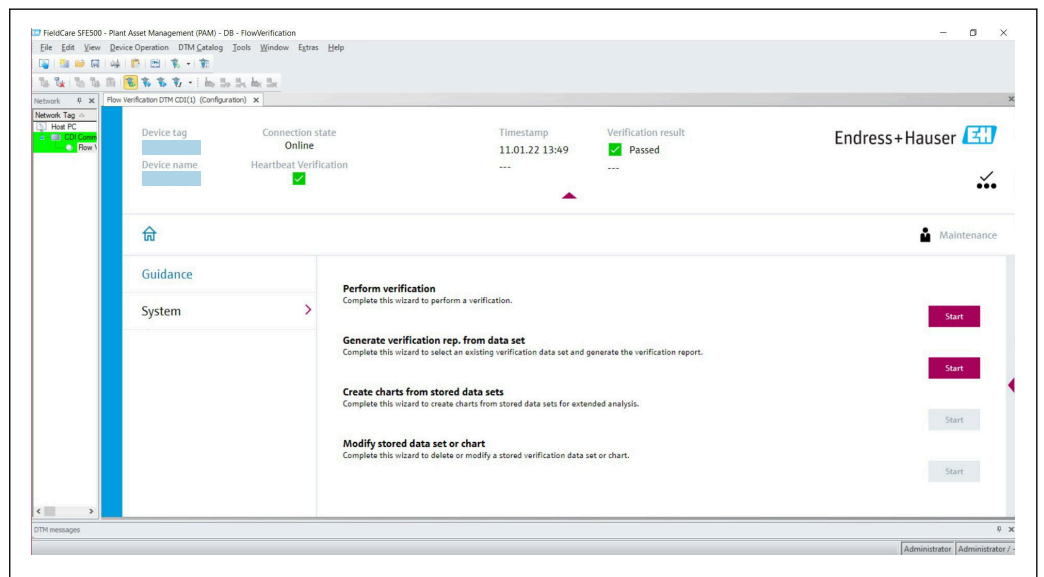 FieldCare SFE500 - Plant Asset Management (PAM) - DB - FlowVerification
File Edit View Device Operation DTM Catalog Tools Window Extras Help
Network
Flow Verification DTM CDI(1) (Configuration)
Network Tag
Host PC
CDI Comm
Flow V
Device tag
Connection state
Timestamp
Verification result
Online
11.01.22 13:49
Passed
Endress+Hauser EH
Device name
Heartbeat Verification
---
---
Maintenance
Guidance
System
Perform verification
Complete this wizard to perform a verification.
Start
Generate verification rep. from data set
Complete this wizard to select an existing verification data set and generate the verification report.
Start
Create charts from stored data sets
Complete this wizard to create charts from stored data sets for extended analysis.
Start
Modify stored data set or chart
Complete this wizard to delete or modify a stored verification data set or chart.
Start
DTM messages
Administrator
Administrator / -